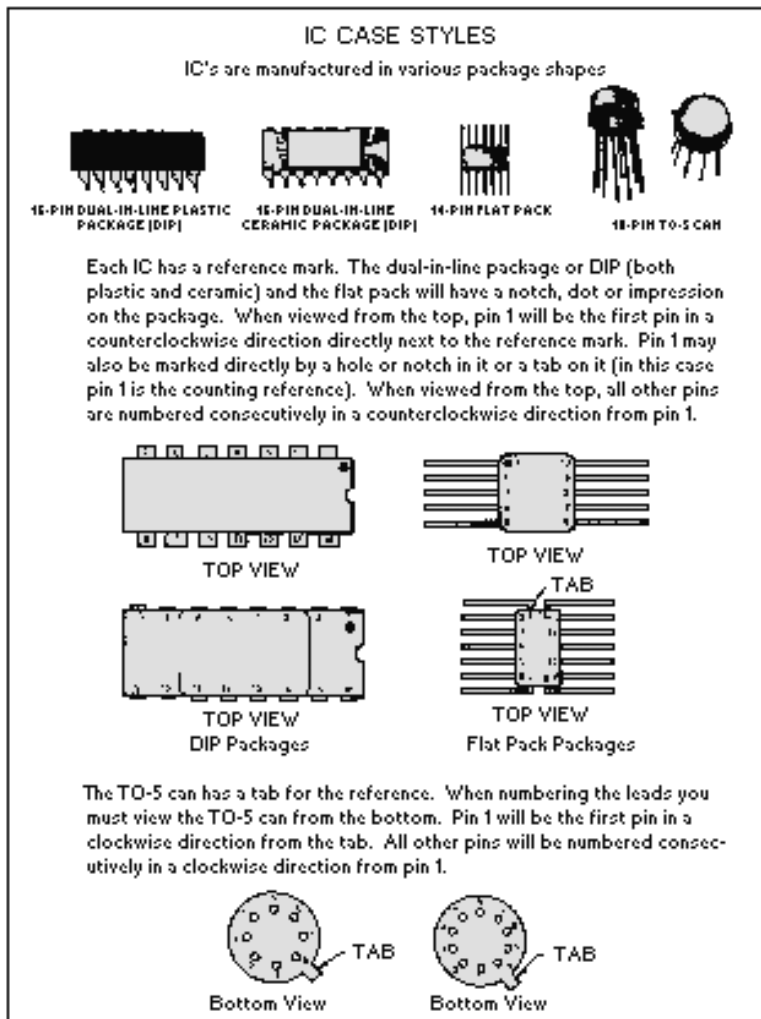 IC CASE STYLES
IC's are manufactured in various package shapes
16-PIN DUAL-IN-LINE PLASTIC
PACKAGE (DIP)
16-PIN DUAL-IN-LINE
CERAMIC PACKAGE (DIP)
14-PIN FLAT PACK
10-PIN TO-5 CAN
Each IC has a reference mark. The dual-in-line package or DIP (both
plastic and ceramic) and the flat pack will have a notch, dot or impression
on the package. When viewed from the top, pin 1 will be the first pin in a
counterclockwise direction directly next to the reference mark. Pin 1 may
also be marked directly by a hole or notch in it or a tab on it (in this case
pin 1 is the counting reference). When viewed from the top, all other pins
are numbered consecutively in a counterclockwise direction from pin 1.
TOP VIEW
TOP VIEW
TAB
TOP VIEW
DIP Packages
TOP VIEW
Flat Pack Packages
The TO-5 can has a tab for the reference. When numbering the leads you
must view the TO-5 can from the bottom. Pin 1 will be the first pin in a
clockwise direction from the tab. All other pins will be numbered consec-
utively in a clockwise direction from pin 1.
TAB
TAB
Bottom View
Bottom View